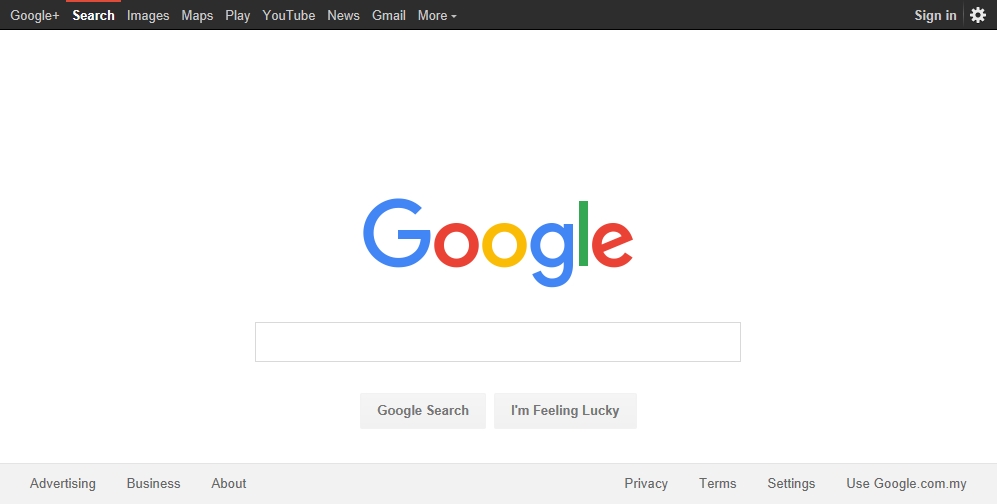 Google+ Search Images Maps Play YouTube News Gmail More Sign in
Google
Google Search I'm Feeling Lucky
Advertising Business About Privacy Terms Settings Use Google.com.my